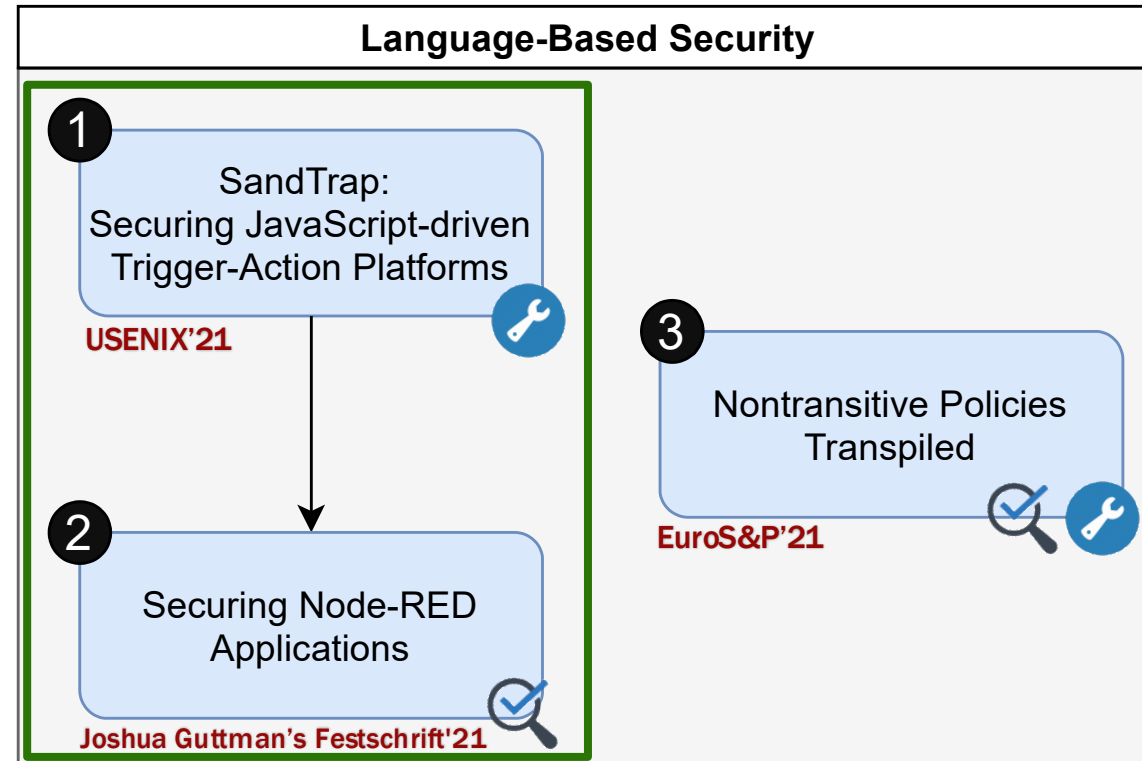 Language-Based Security
1
SandTrap:
Securing JavaScript-driven
Trigger-Action Platforms
USENIX’21
2
Securing Node-RED
Applications
Joshua Guttman’s Festschrift'21
3
Nontransitive Policies
Transpiled
EuroS&P’21